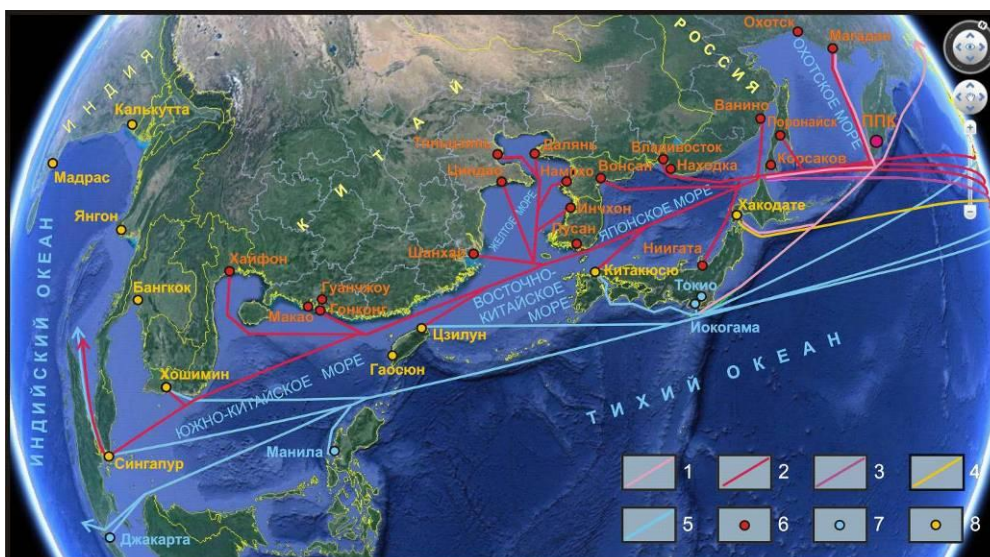 Охотск
Магадан
РОССИЯ
ОХОТСКОЕ МОРЕ
ИНДИЯ
Калькутта
КИТАЙ
Ванино
Поронайск
ППК
Тяньцзинь
Далянь
Владивосток
Мадрас
Циндао
Нампхо
Вонсан
Находка
Корсаков
Янгон
Инчхон
ЯПОНСКОЕ МОРЕ
Хакодате
ЖЕЛТОЕ МОРЕ
Пусан
Шанхай
Ниигата
Хайфон
Китакюсю
Бангкок
Гуанчжоу
ВОСТОЧНО-
КИТАЙСКОЕ
МОРЕ
Токио
Макао
Гонконг
Цзилун
Иокогама
Хошимин
Гаосюн
ИНДИЙСКИЙ ОКЕАН
ЮЖНО-КИТАЙСКОЕ МОРЕ
ТИХИЙ ОКЕАН
Сингапур
Манила
Джакарта
1
2
3
4
5
6
7
8